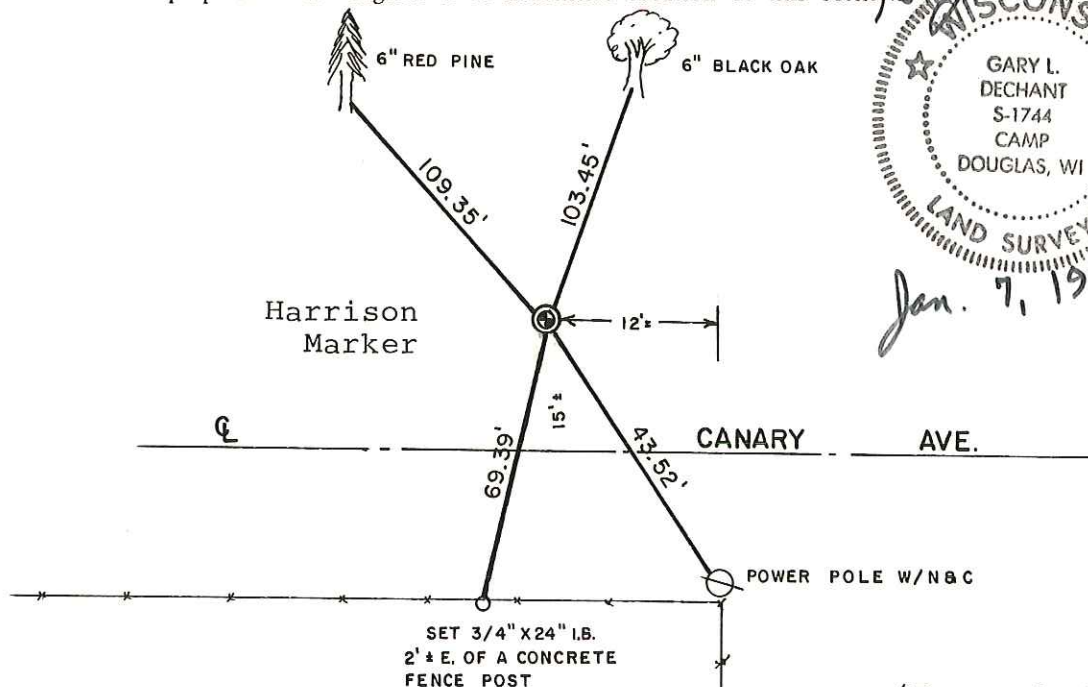 6" RED PINE
6" BLACK OAK
WISCONS
GARY L.
DECHANT
S-1744
CAMP
DOUGLAS, WI
LAND SURVEY
Jan. 7, 19
109.35'
103.45'
Harrison
Marker
12'±
15'±
℄
CANARY AVE.
69.39'
43.52'
POWER POLE W/N&C
SET 3/4" X 24" I.B.
2'± E. OF A CONCRETE
FENCE POST